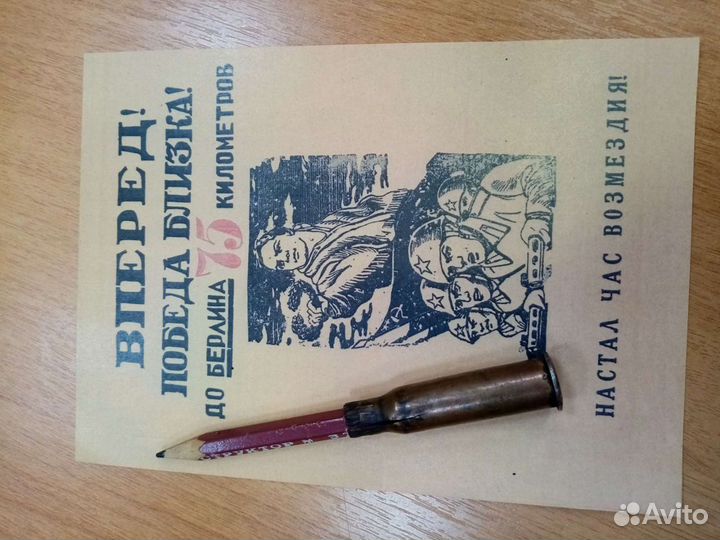 ВПЕРЕД!
ПОБЕДА БЛИЗКА!
ДО БЕРЛИНА 75 КИЛОМЕТРОВ
НАСТАЛ ЧАС ВОЗМЕЗДИЯ!
Avito